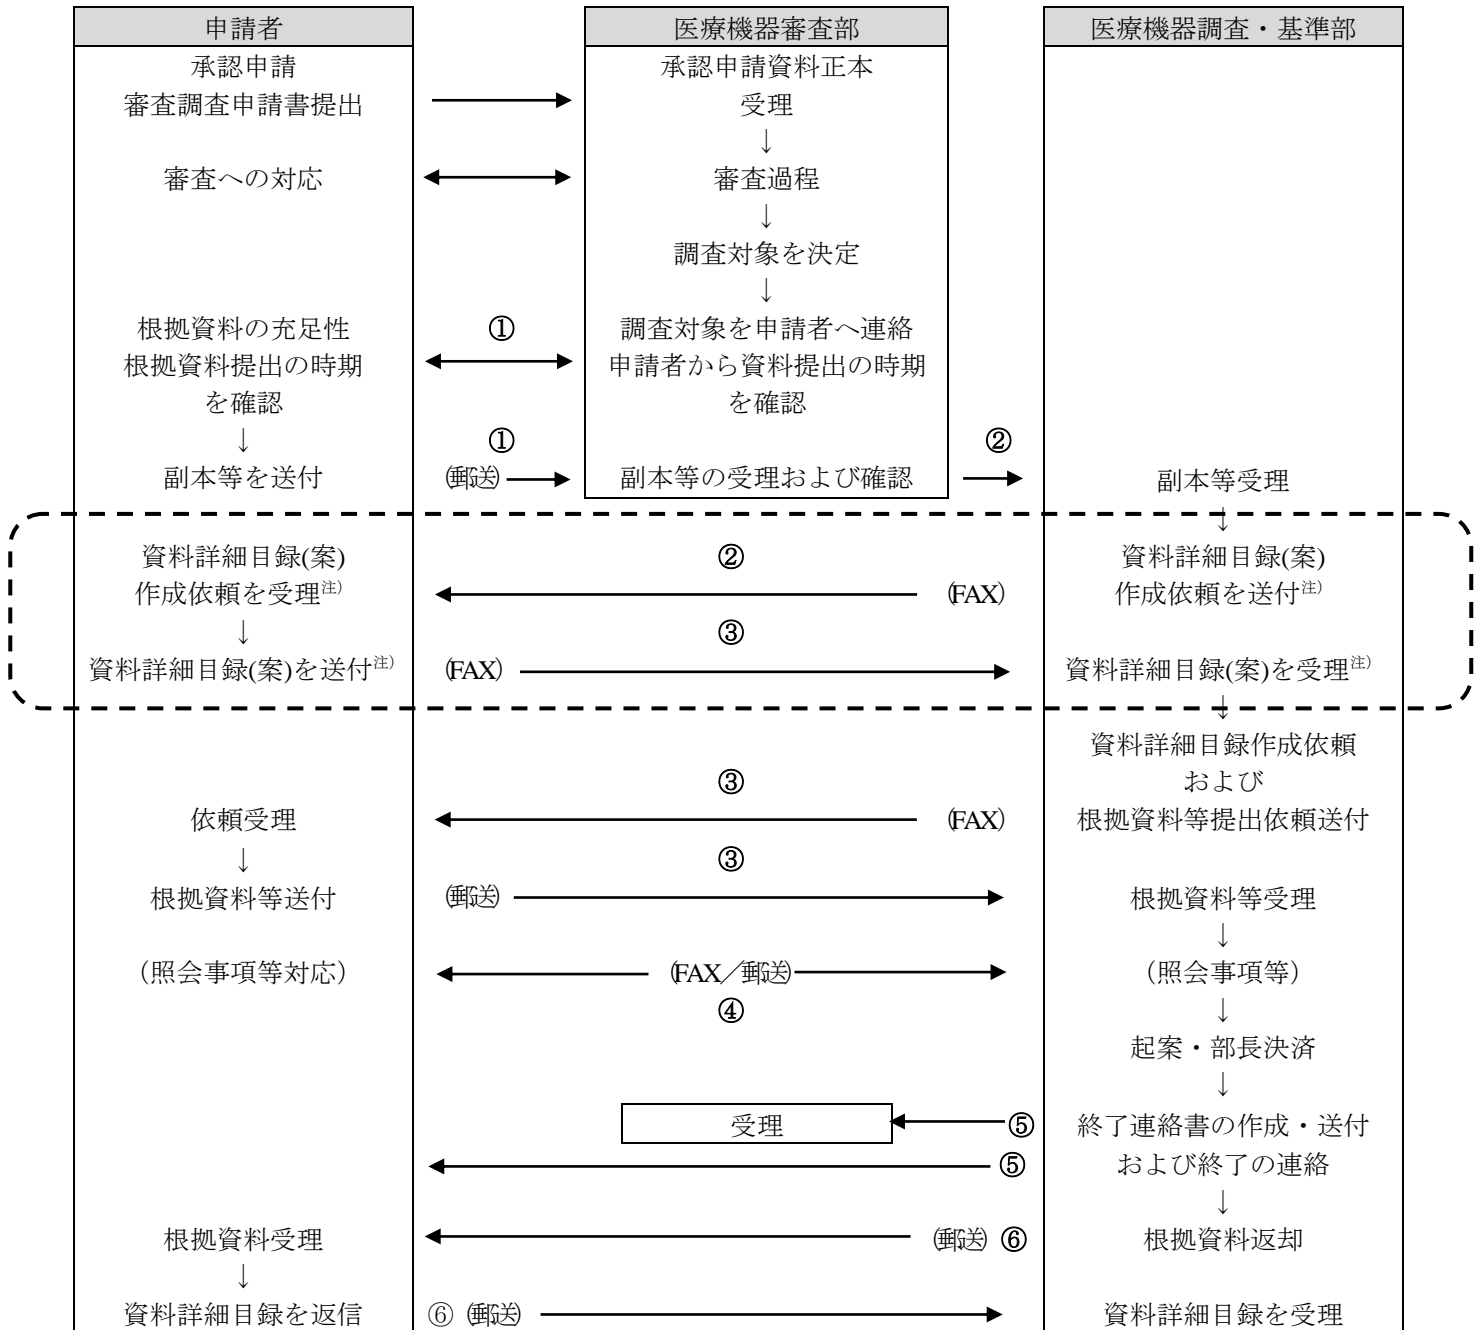 申請者 医療機器審査部 医療機器調査・基準部
承認申請 承認申請資料正本
審査調査申請書提出 受理
↓
審査への対応 審査過程
↓
調査対象を決定
↓
根拠資料の充足性 ① 調査対象を申請者へ連絡
根拠資料提出の時期 申請者から資料提出の時期
を確認 を確認
↓ ① ②
副本等を送付 (郵送) 副本等の受理および確認 副本等受理
↓
資料詳細目録(案) ② 資料詳細目録(案)
作成依頼を受理注) (FAX) 作成依頼を送付注)
↓ ③
資料詳細目録(案)を送付注) (FAX) 資料詳細目録(案)を受理注)
↓
資料詳細目録作成依頼
③ および
依頼受理 (FAX) 根拠資料等提出依頼送付
↓ ③
根拠資料等送付 (郵送) 根拠資料等受理
↓
(照会事項等対応) (FAX/郵送) (照会事項等)
④ ↓
起案・部長決済
↓
受理 ⑤ 終了連絡書の作成・送付
⑤ および終了の連絡
↓
根拠資料受理 (郵送) ⑥ 根拠資料返却
↓
資料詳細目録を返信 ⑥ (郵送) 資料詳細目録を受理